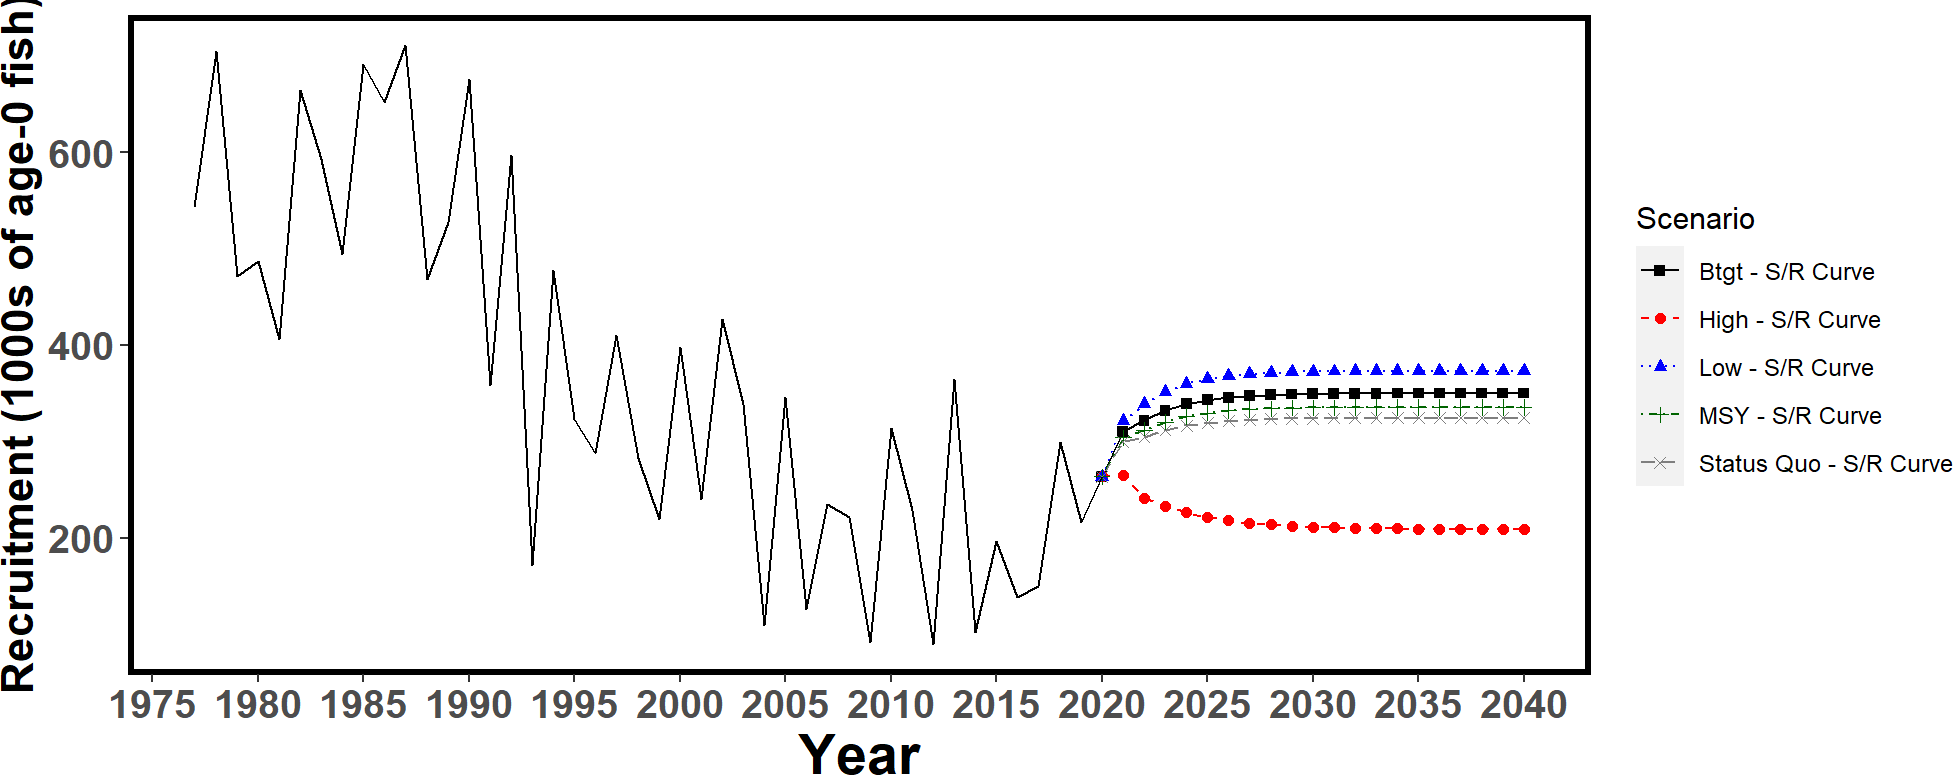 Recruitment (1000s of age-0 fish)
600
400
200
1975 1980 1985 1990 1995 2000 2005 2010 2015 2020 2025 2030 2035 2040
Year
Scenario
Btgt - S/R Curve
High - S/R Curve
Low - S/R Curve
MSY - S/R Curve
Status Quo - S/R Curve